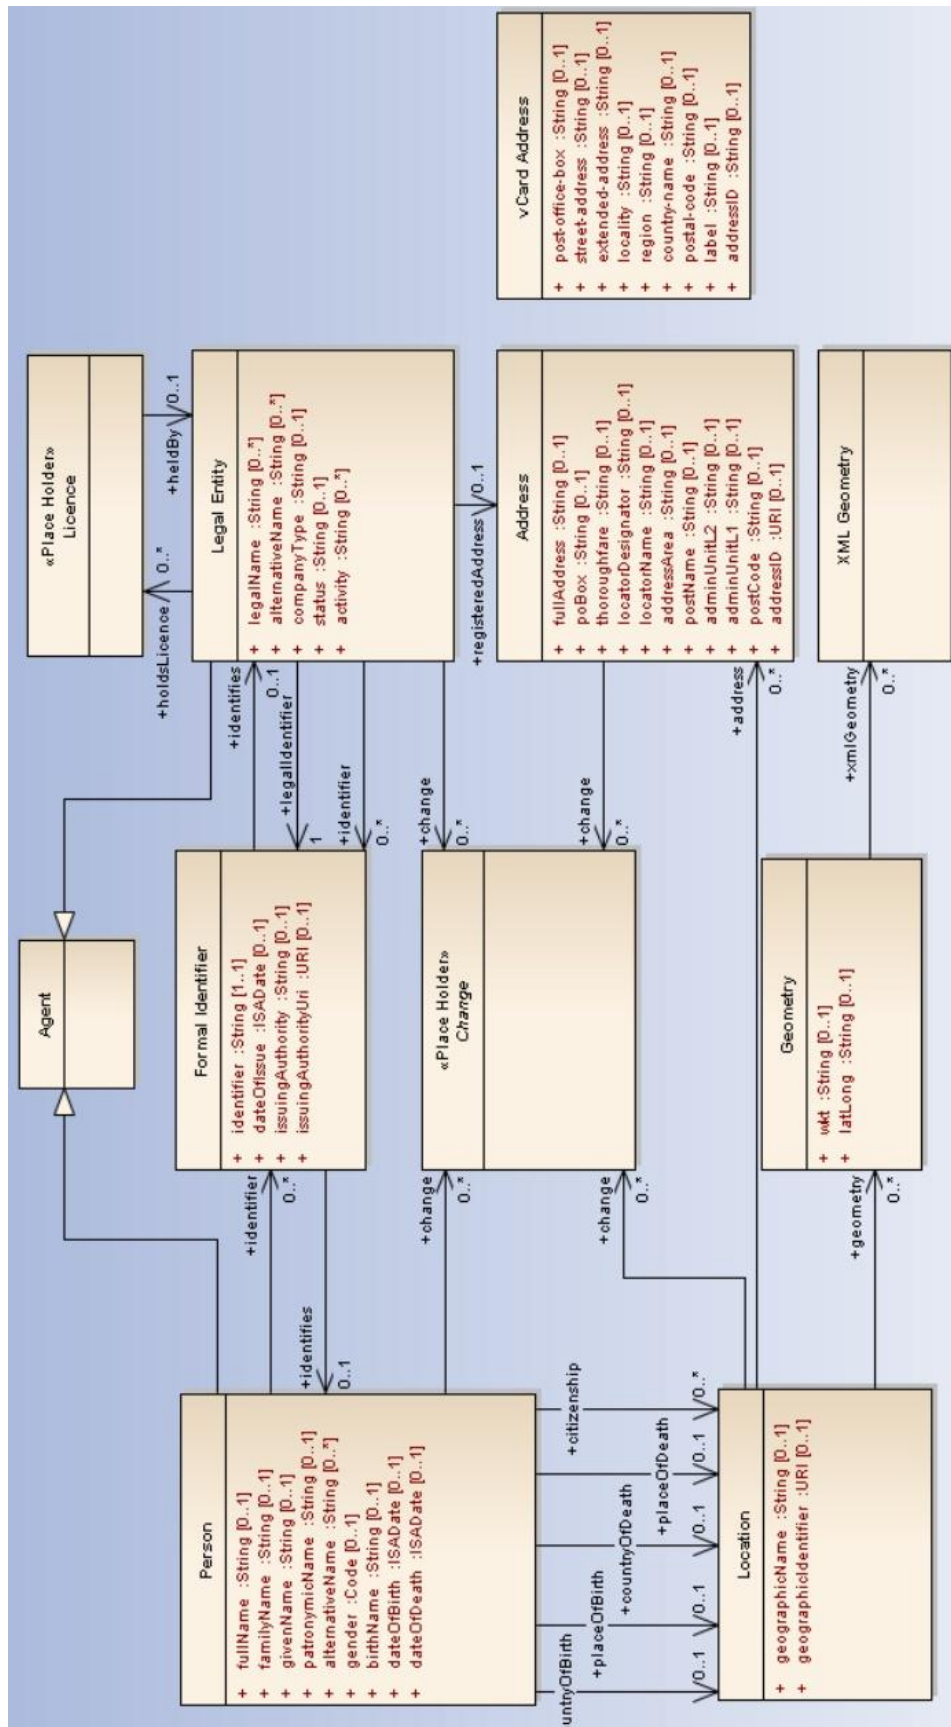 Agent
«Place Holder»
Licence
+holdsLicence
0..*
+heldBy
0..1
Person
+ fullName :String [0..1]
+ familyName :String [0..1]
+ givenName :String [0..1]
+ patronymicName :String [0..1]
+ alternativeName :String [0..*]
+ gender :Code [0..1]
+ birthName :String [0..1]
+ dateOfBirth :ISADate [0..1]
+ dateOfDeath :ISADate [0..1]
+identifier
0..*
+identifies
0..1
Formal Identifier
+ identifier :String [1..1]
+ dateOfIssue :ISADate [0..1]
+ issuingAuthority :String [0..1]
+ issuingAuthorityUri :URI [0..1]
+identifies
0..1
+legalIdentifier
1
+identifier
0..*
Legal Entity
+ legalName :String [0..*]
+ alternativeName :String [0..*]
+ companyType :String [0..1]
+ status :String [0..1]
+ activity :String [0..*]
+change
0..*
«Place Holder»
Change
+change
0..*
+registeredAddress
0..1
+change
0..*
+change
0..*
untryOfBirth
0..1
+placeOfBirth
0..1
+countryOfDeath
0..1
+placeOfDeath
0..1
+citizenship
0..*
Address
+ fullAddress :String [0..1]
+ poBox :String [0..1]
+ thoroughfare :String [0..1]
+ locatorDesignator :String [0..1]
+ locatorName :String [0..1]
+ addressArea :String [0..1]
+ postName :String [0..1]
+ adminUnitL2 :String [0..1]
+ adminUnitL1 :String [0..1]
+ postCode :String [0..1]
+ addressID :URI [0..1]
vCard Address
+ post-office-box :String [0..1]
+ street-address :String [0..1]
+ extended-address :String [0..1]
+ locality :String [0..1]
+ region :String [0..1]
+ country-name :String [0..1]
+ postal-code :String [0..1]
+ label :String [0..1]
+ addressID :String [0..1]
Location
+ geographicName :String [0..1]
+ geographicIdentifier :URI [0..1]
+address
0..*
+geometry
0..*
Geometry
+ wkt :String [0..1]
+ latLong :String [0..1]
+xmlGeometry
0..*
XML Geometry